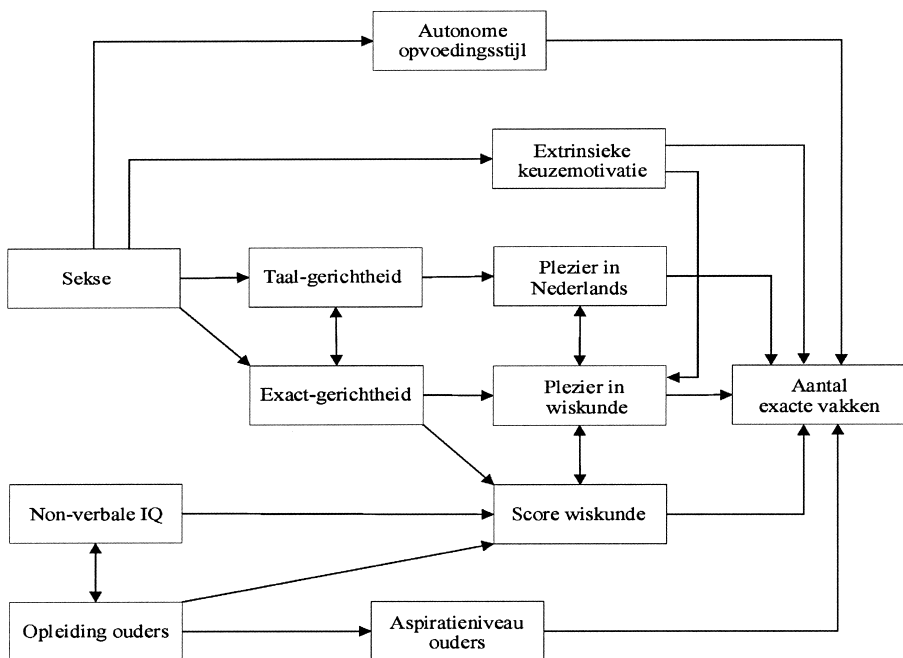 Autonome
opvoedingsstijl
Extrinsieke
keuzemotivatie
Sekse
Taal-gerichtheid
Plezier in
Nederlands
Exact-gerichtheid
Plezier in
wiskunde
Aantal
exacte vakken
Non-verbale IQ
Score wiskunde
Opleiding ouders
Aspiratieniveau
ouders